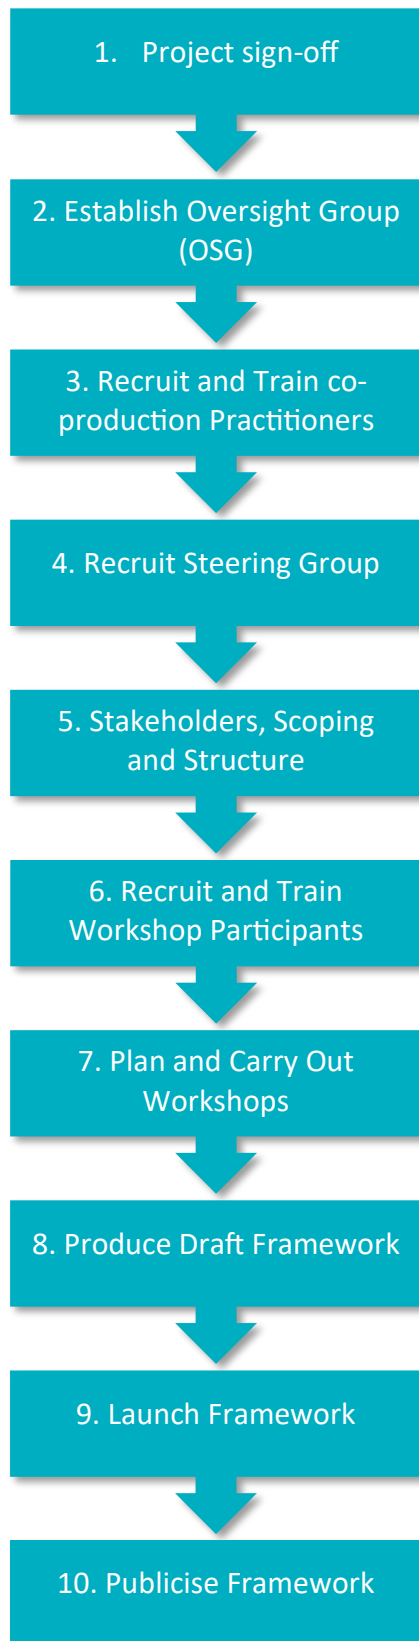 1. Project sign-off
2. Establish Oversight Group
(OSG)
3. Recruit and Train co-
production Practitioners
4. Recruit Steering Group
5. Stakeholders, Scoping
and Structure
6. Recruit and Train
Workshop Participants
7. Plan and Carry Out
Workshops
8. Produce Draft Framework
9. Launch Framework
10. Publicise Framework